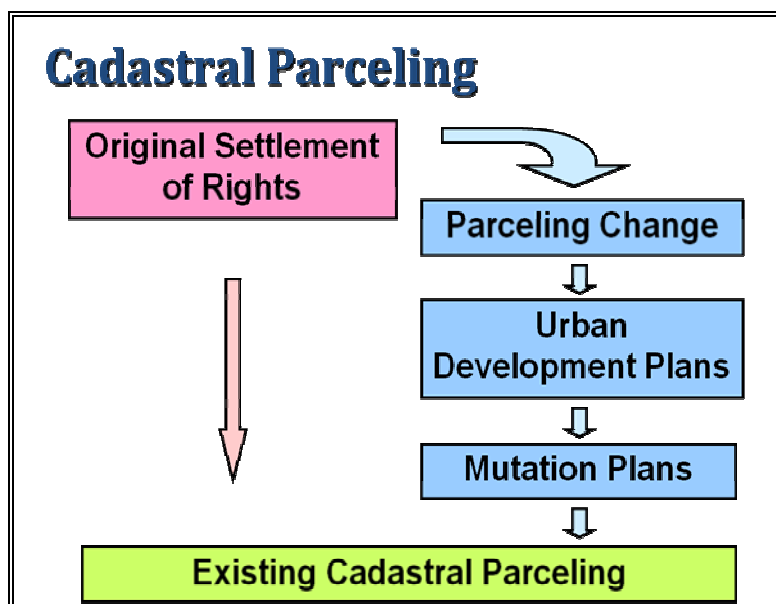 Cadastral Parceling
Original Settlement
of Rights
Parceling Change
Urban
Development Plans
Mutation Plans
Existing Cadastral Parceling